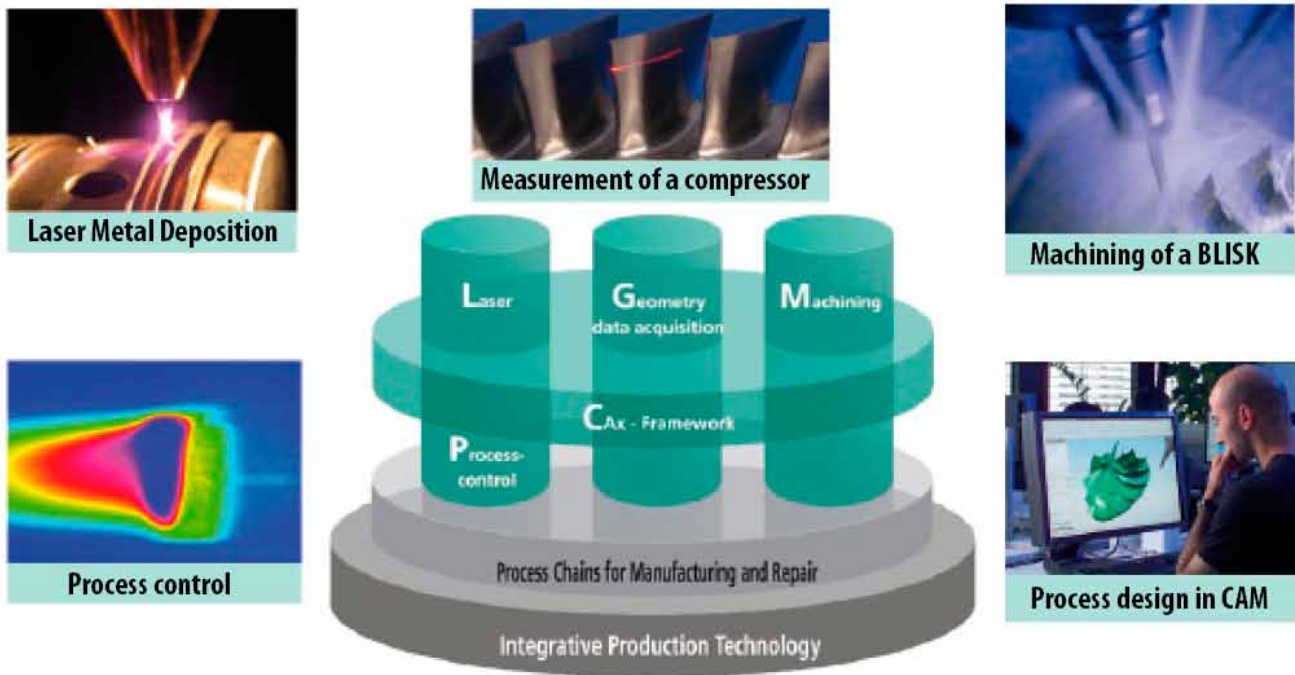 Measurement of a compressor
Laser Metal Deposition
Machining of a BLISK
Laser
Geometry
data acquisition
Machining
CAx - Framework
Process-
control
Process Chains for Manufacturing and Repair
Process control
Process design in CAM
Integrative Production Technology